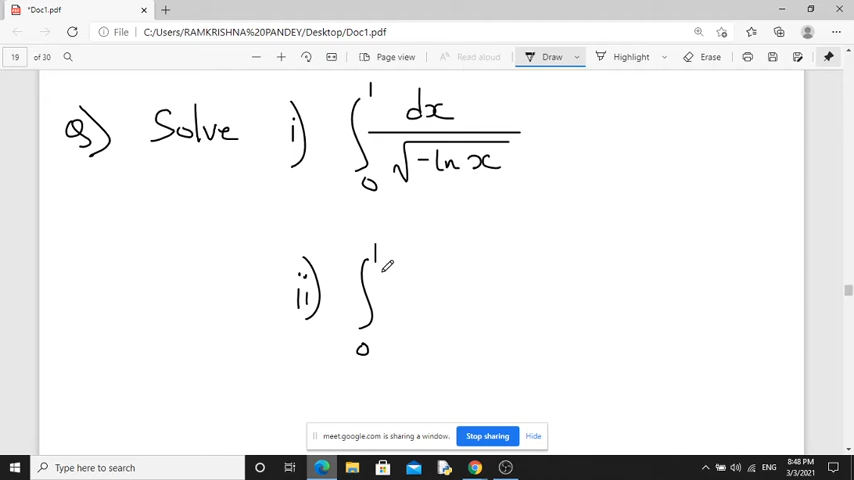 *Doc1.pdf
File C:/Users/RAMKRISHNA%20PANDEY/Desktop/Doc1.pdf
19 of 30 Page view Read aloud Draw Highlight Erase
Q) Solve i) ∫₀¹ dx / √(-ln x)
ii) ∫₀¹
meet.google.com is sharing a window. Stop sharing Hide
Type here to search ENG 8:48 PM
3/3/2021